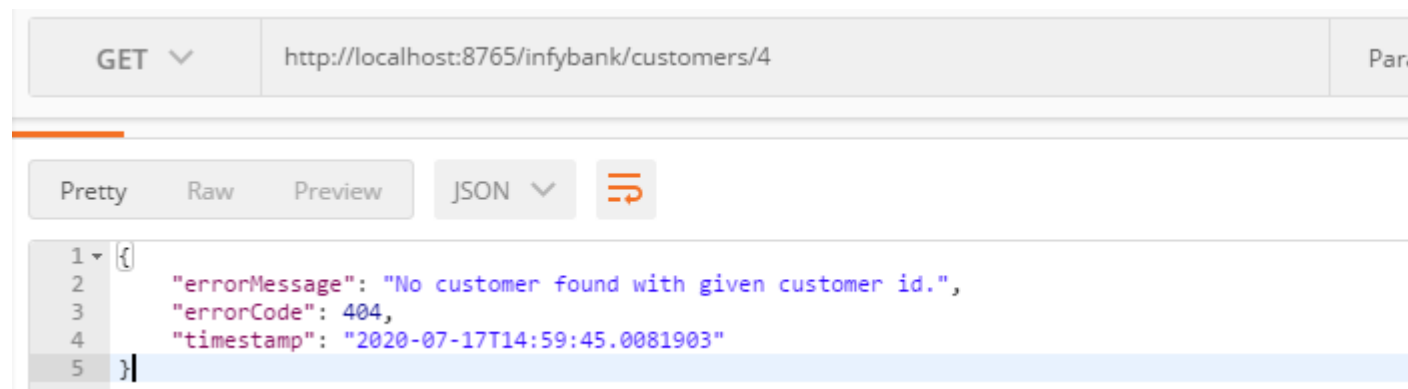 GET http://localhost:8765/infybank/customers/4 Para
Pretty Raw Preview JSON
1 {
2 "errorMessage": "No customer found with given customer id.",
3 "errorCode": 404,
4 "timestamp": "2020-07-17T14:59:45.0081903"
5 }